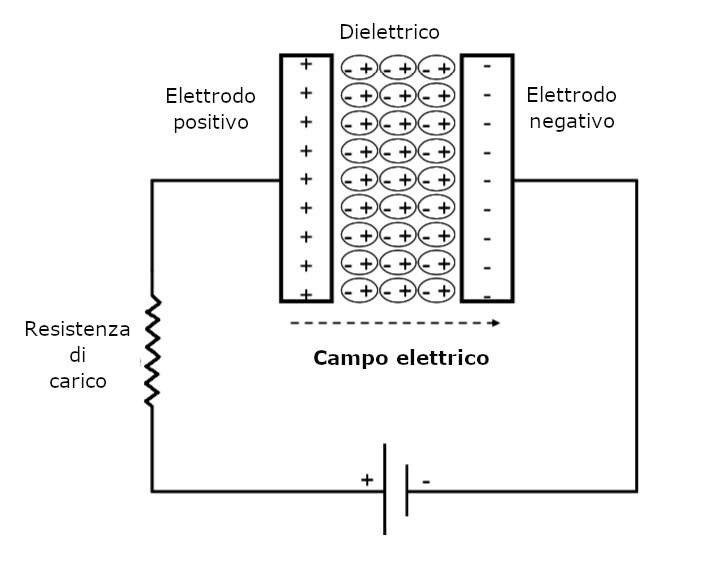 Dielettrico
Elettrodo
positivo
Elettrodo
negativo
Resistenza
di
carico
Campo elettrico